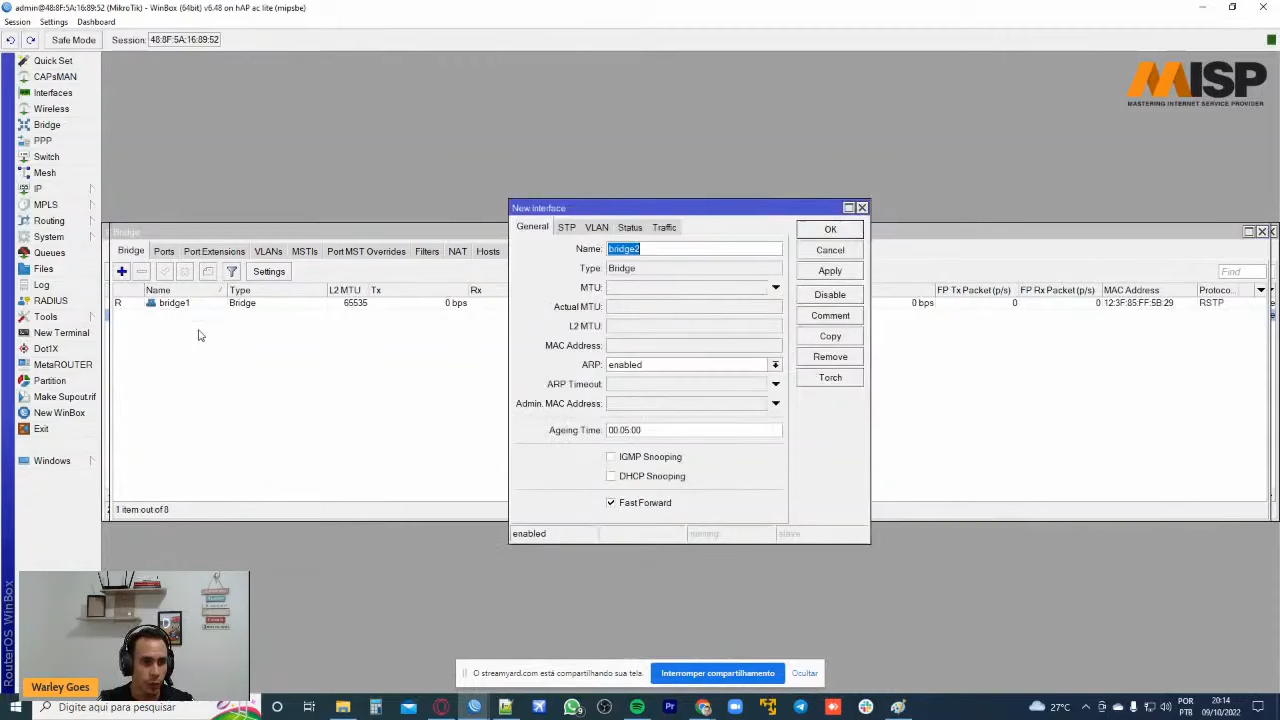 admin@48:8F:5A:16:89:52 (MikroTik) - WinBox (64bit) v6.48 on hAP ac lite (mipsbe)
Session Settings Dashboard
Safe Mode Session: 48:8F:5A:16:89:52
Quick Set
CAPsMAN
Interfaces
Wireless
Bridge
PPP
Switch
Mesh
IP
MPLS
Routing
System
Queues
Files
Log
RADIUS
Tools
New Terminal
Dot1X
MetaROUTER
Partition
Make Supout.rif
New WinBox
Exit
Windows
RouterOS WinBox
MISP
MASTERING INTERNET SERVICE PROVIDER
Bridge
Bridge Ports Port Extensions VLANs MSTIs Port MST Overrides Filters NAT Hosts
Settings
Find
Name Type L2 MTU Tx Rx FP Tx Packet (p/s) FP Rx Packet (p/s) MAC Address Protoco...
R bridge1 Bridge 65535 0 bps 0 bps 0 0 12:3F:85:FF:5B:29 RSTP
1 item out of 8
New Interface
General STP VLAN Status Traffic
Name: bridge2
Type: Bridge
MTU:
Actual MTU:
L2 MTU:
MAC Address:
ARP: enabled
ARP Timeout:
Admin. MAC Address:
Ageing Time: 00:05:00
IGMP Snooping
DHCP Snooping
Fast Forward
enabled running slave
OK
Cancel
Apply
Disable
Comment
Copy
Remove
Torch
Warley Goes
O streamyard.com está compartilhando sua tela. Interromper compartilhamento Ocultar
Digite aqui para pesquisar
27°C
POR
PTB
20:14
09/10/2022